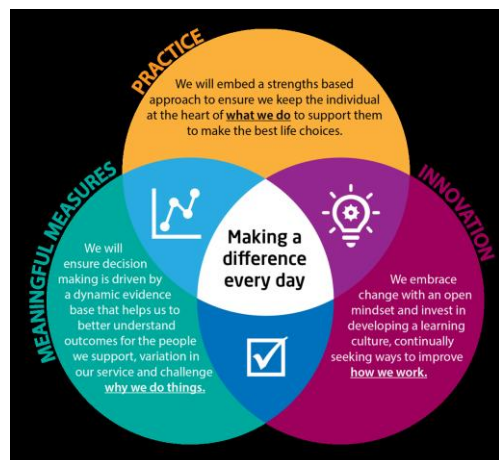 PRACTICE
We will embed a strengths based
approach to ensure we keep the individual
at the heart of what we do to support them
to make the best life choices.
MEANINGFUL MEASURES
We will
ensure decision
making is driven by
a dynamic evidence
base that helps us to
better understand
outcomes for the people
we support, variation in
our service and challenge
why we do things.
Making a
difference
every day
INNOVATION
We embrace
change with an open
mindset and invest in
developing a learning
culture, continually
seeking ways to improve
how we work.